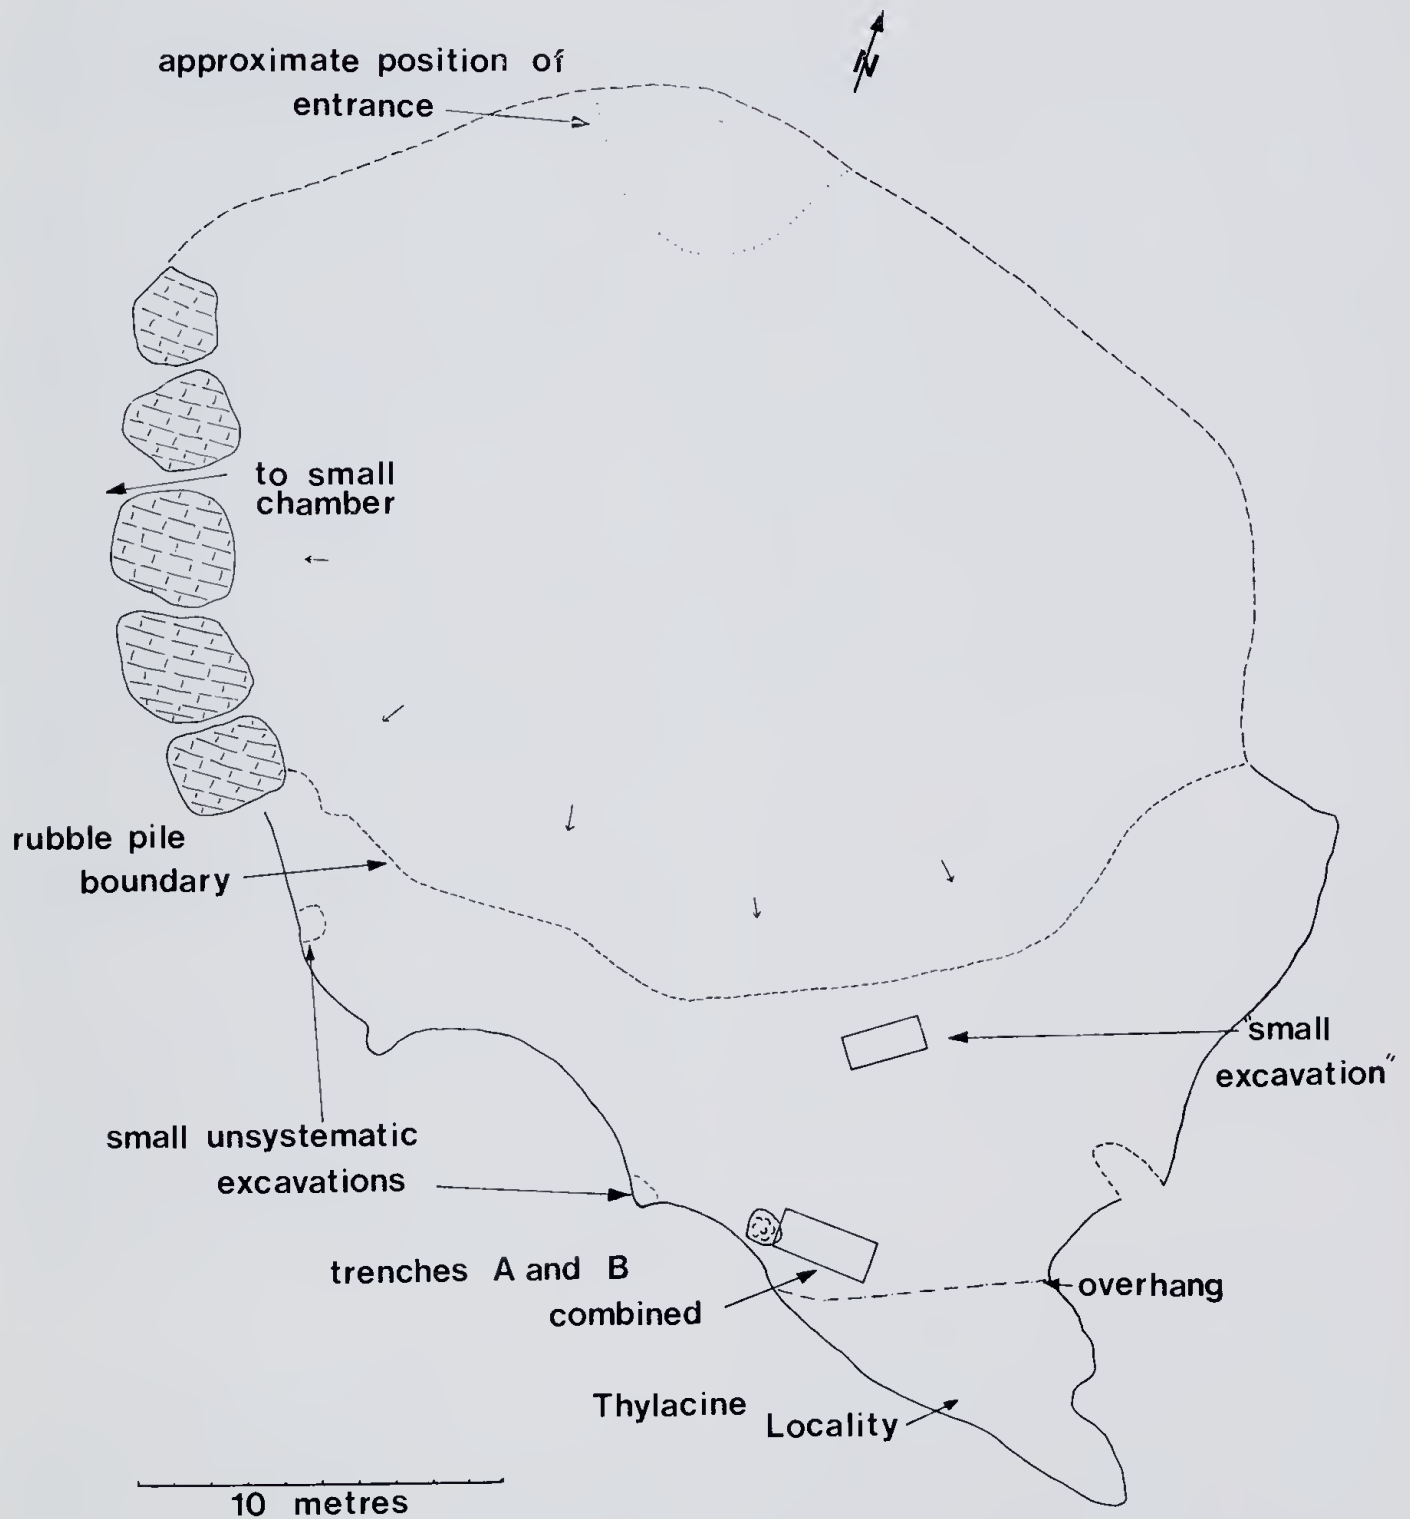 N
approximate position of
entrance
to small
chamber
rubble pile
boundary
"small
excavation"
small unsystematic
excavations
trenches A and B
combined
overhang
Thylacine
Locality
10 metres